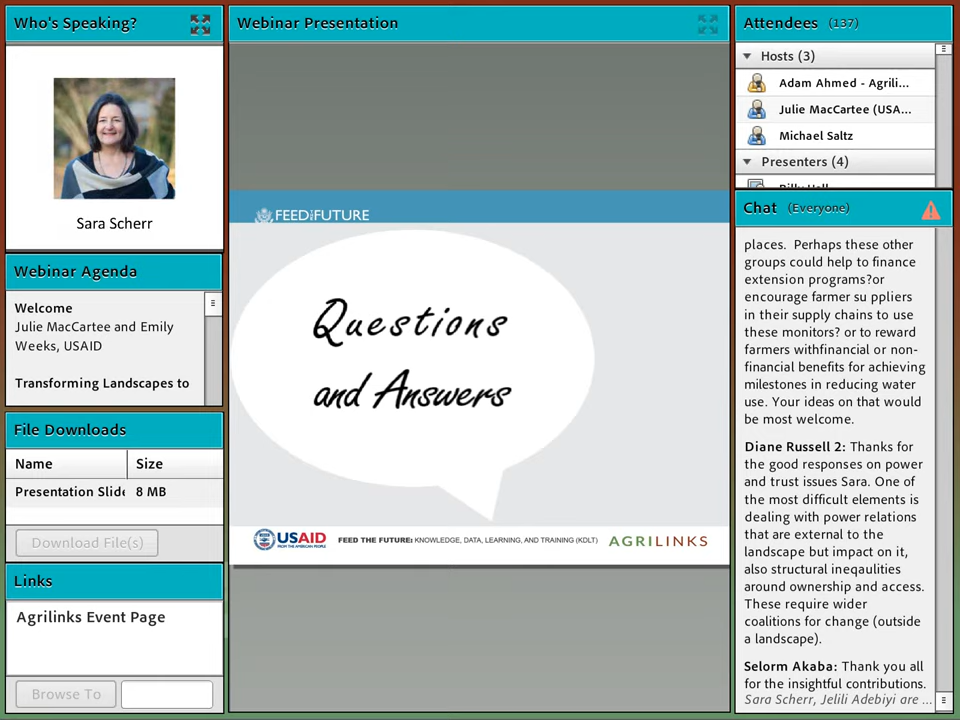 Who's Speaking?
Sara Scherr
Webinar Agenda
Welcome
Julie MacCartee and Emily
Weeks, USAID
Transforming Landscapes to
File Downloads
Name Size
Presentation Slide 8 MB
Download File(s)
Links
Agrilinks Event Page
Browse To
Webinar Presentation
FEED THE FUTURE
Questions
and Answers
USAID
FROM THE AMERICAN PEOPLE
FEED THE FUTURE: KNOWLEDGE, DATA, LEARNING, AND TRAINING (KDLT)
AGRILINKS
Attendees (137)
Hosts (3)
Adam Ahmed - Agrili...
Julie MacCartee (USA...
Michael Saltz
Presenters (4)
Chat (Everyone)
places. Perhaps these other
groups could help to finance
extension programs?or
encourage farmer su ppliers
in their supply chains to use
these monitors? or to reward
farmers withfinancial or non-
financial benefits for achieving
milestones in reducing water
use. Your ideas on that would
be most welcome.
Diane Russell 2: Thanks for
the good responses on power
and trust issues Sara. One of
the most difficult elements is
dealing with power relations
that are external to the
landscape but impact on it,
also structural ineqaulities
around ownership and access.
These require wider
coalitions for change (outside
a landscape).
Selorm Akaba: Thank you all
for the insightful contributions.
Sara Scherr, Jelili Adebiyi are ...